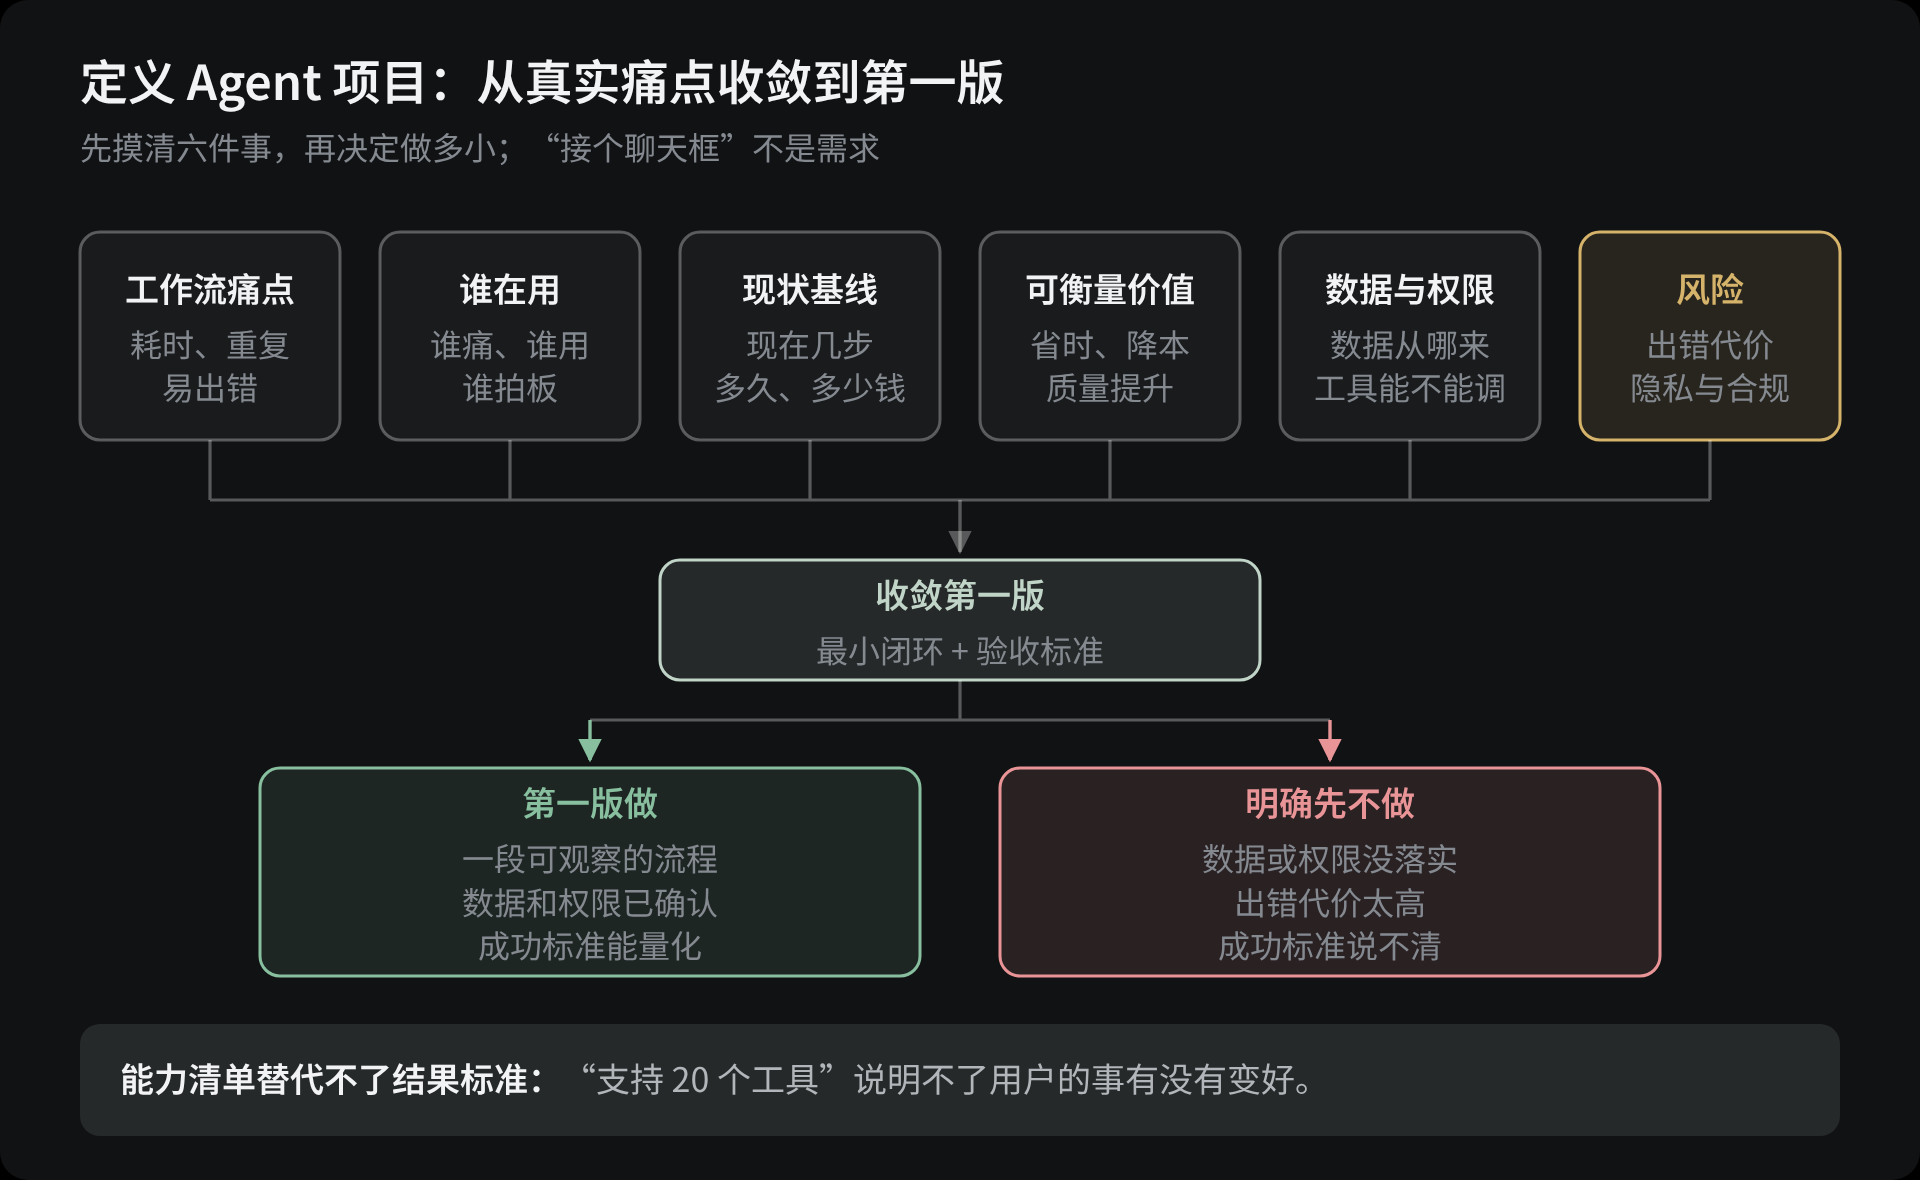 定义 Agent 项目：从真实痛点收敛到第一版
先摸清六件事，再决定做多小；“接个聊天框”不是需求
工作流痛点
耗时、重复
易出错
谁在用
谁痛、谁用
谁拍板
现状基线
现在几步
多久、多少钱
可衡量价值
省时、降本
质量提升
数据与权限
数据从哪来
工具能不能调
风险
出错代价
隐私与合规
收敛第一版
最小闭环 + 验收标准
第一版做
一段可观察的流程
数据和权限已确认
成功标准能量化
明确先不做
数据或权限没落实
出错代价太高
成功标准说不清
能力清单替代不了结果标准：“支持 20 个工具”说明不了用户的事有没有变好。